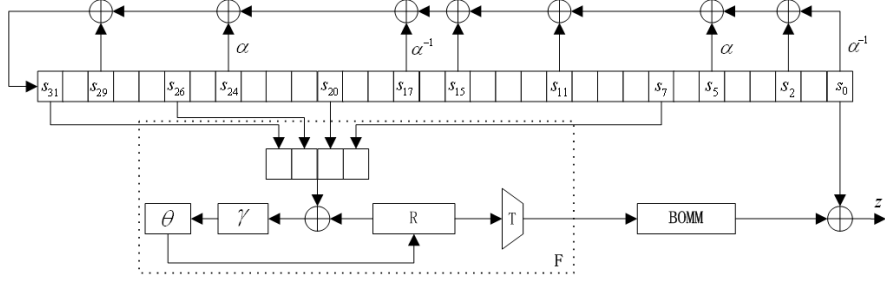 α α⁻¹ α α⁻¹
s₃₁ s₂₉ s₂₆ s₂₄ s₂₀ s₁₇ s₁₅ s₁₁ s₇ s₅ s₂ s₀
θ γ R T BOMM z
F